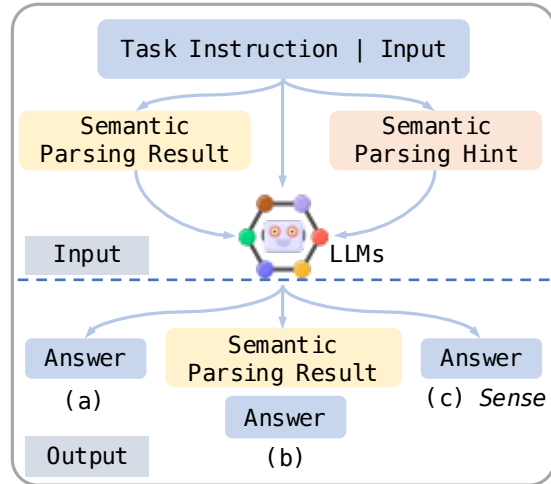 Task Instruction | Input
Semantic
Parsing Result
Semantic
Parsing Hint
LLMs
Input
Answer
(a)
Semantic
Parsing Result
Answer
(b)
Answer
(c) Sense
Output